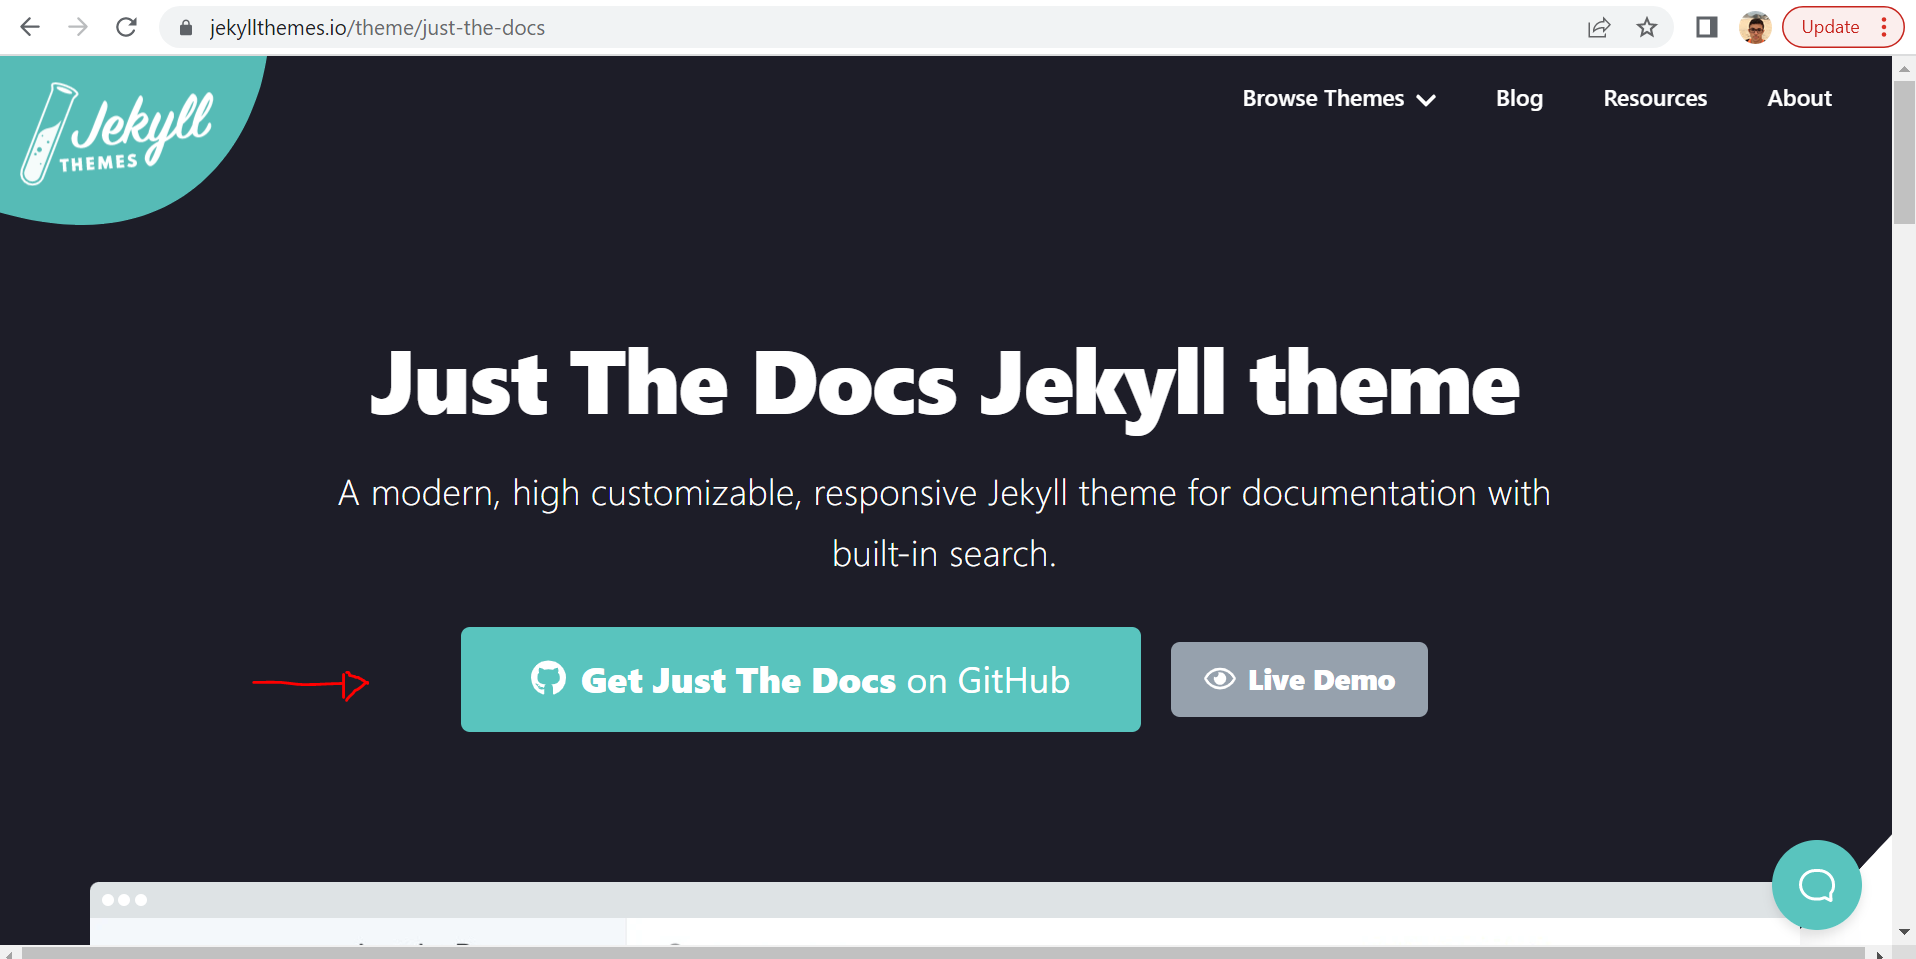 jekyllthemes.io/theme/just-the-docs
Update
Jekyll
THEMES
Browse Themes
Blog
Resources
About
Just The Docs Jekyll theme
A modern, high customizable, responsive Jekyll theme for documentation with
built-in search.
Get Just The Docs on GitHub
Live Demo